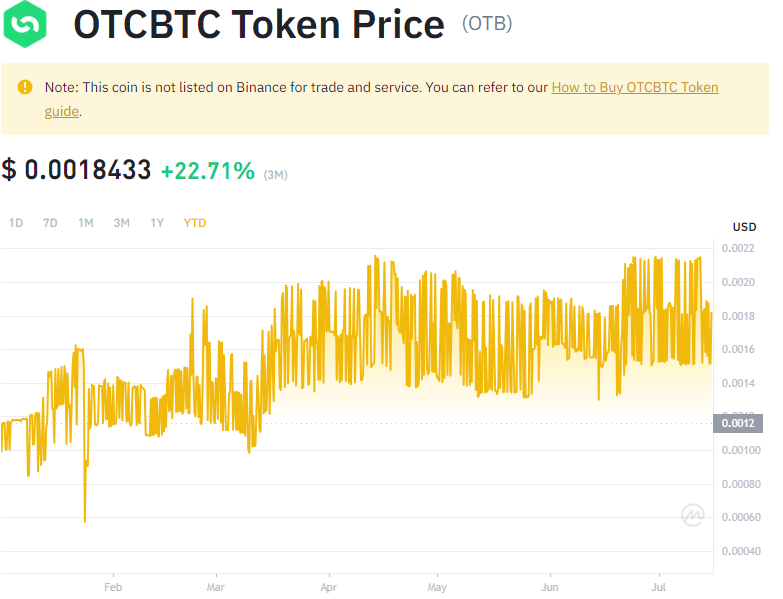 OTCBTC Token Price (OTB)
Note: This coin is not listed on Binance for trade and service. You can refer to our How to Buy OTCBTC Token
guide.
$ 0.0018433 +22.71% (3M)
1D 7D 1M 3M 1Y YTD
USD
0.0022
0.0020
0.0018
0.0016
0.0014
0.0012
0.00100
0.00080
0.00060
0.00040
Feb Mar Apr May Jun Jul